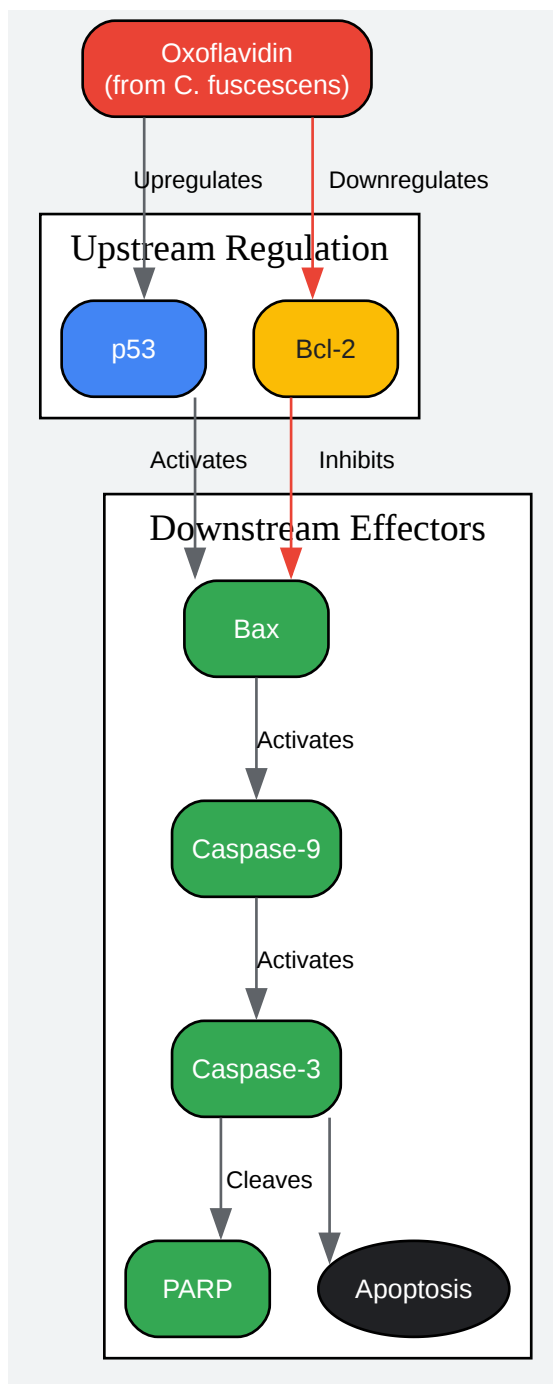 Oxoflavidin
(from C. fuscescens)
Upregulates
Downregulates
Upstream Regulation
p53
Bcl-2
Activates
Inhibits
Downstream Effectors
Bax
Activates
Caspase-9
Activates
Caspase-3
Cleaves
PARP
Apoptosis